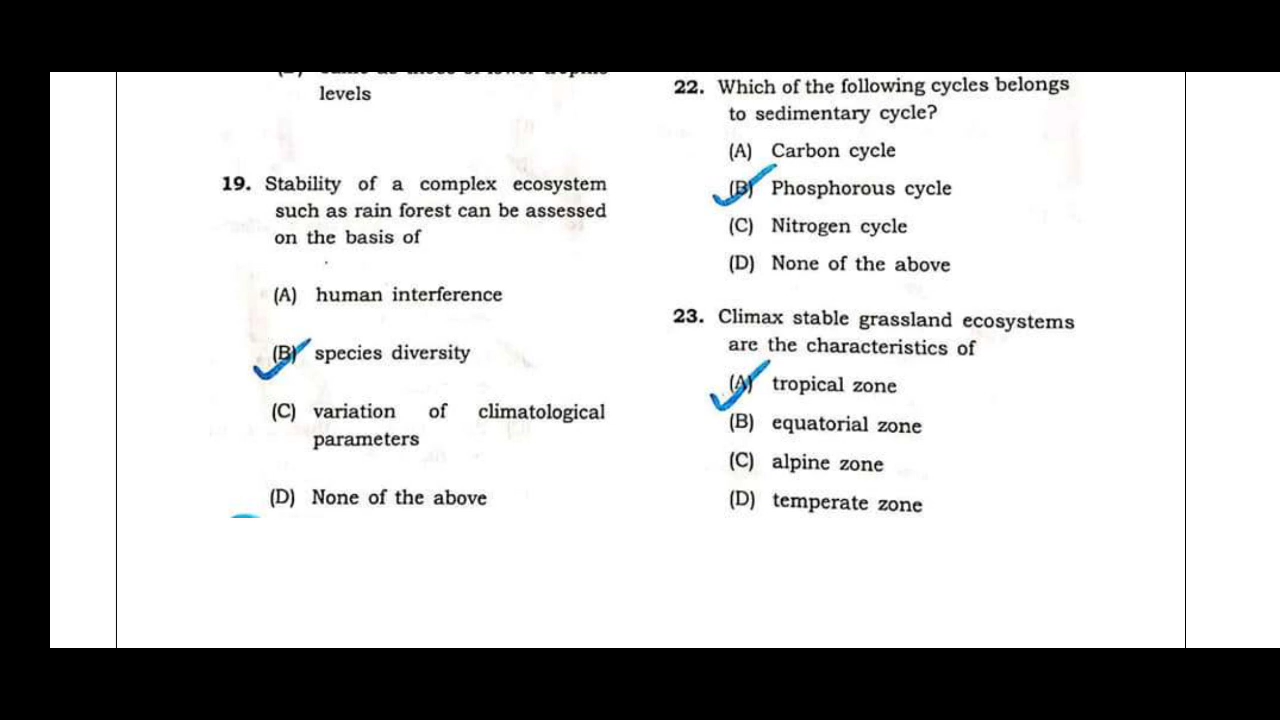 levels
19. Stability of a complex ecosystem
such as rain forest can be assessed
on the basis of
(A) human interference
(B) species diversity
(C) variation of climatological
parameters
(D) None of the above
22. Which of the following cycles belongs
to sedimentary cycle?
(A) Carbon cycle
(B) Phosphorous cycle
(C) Nitrogen cycle
(D) None of the above
23. Climax stable grassland ecosystems
are the characteristics of
(A) tropical zone
(B) equatorial zone
(C) alpine zone
(D) temperate zone